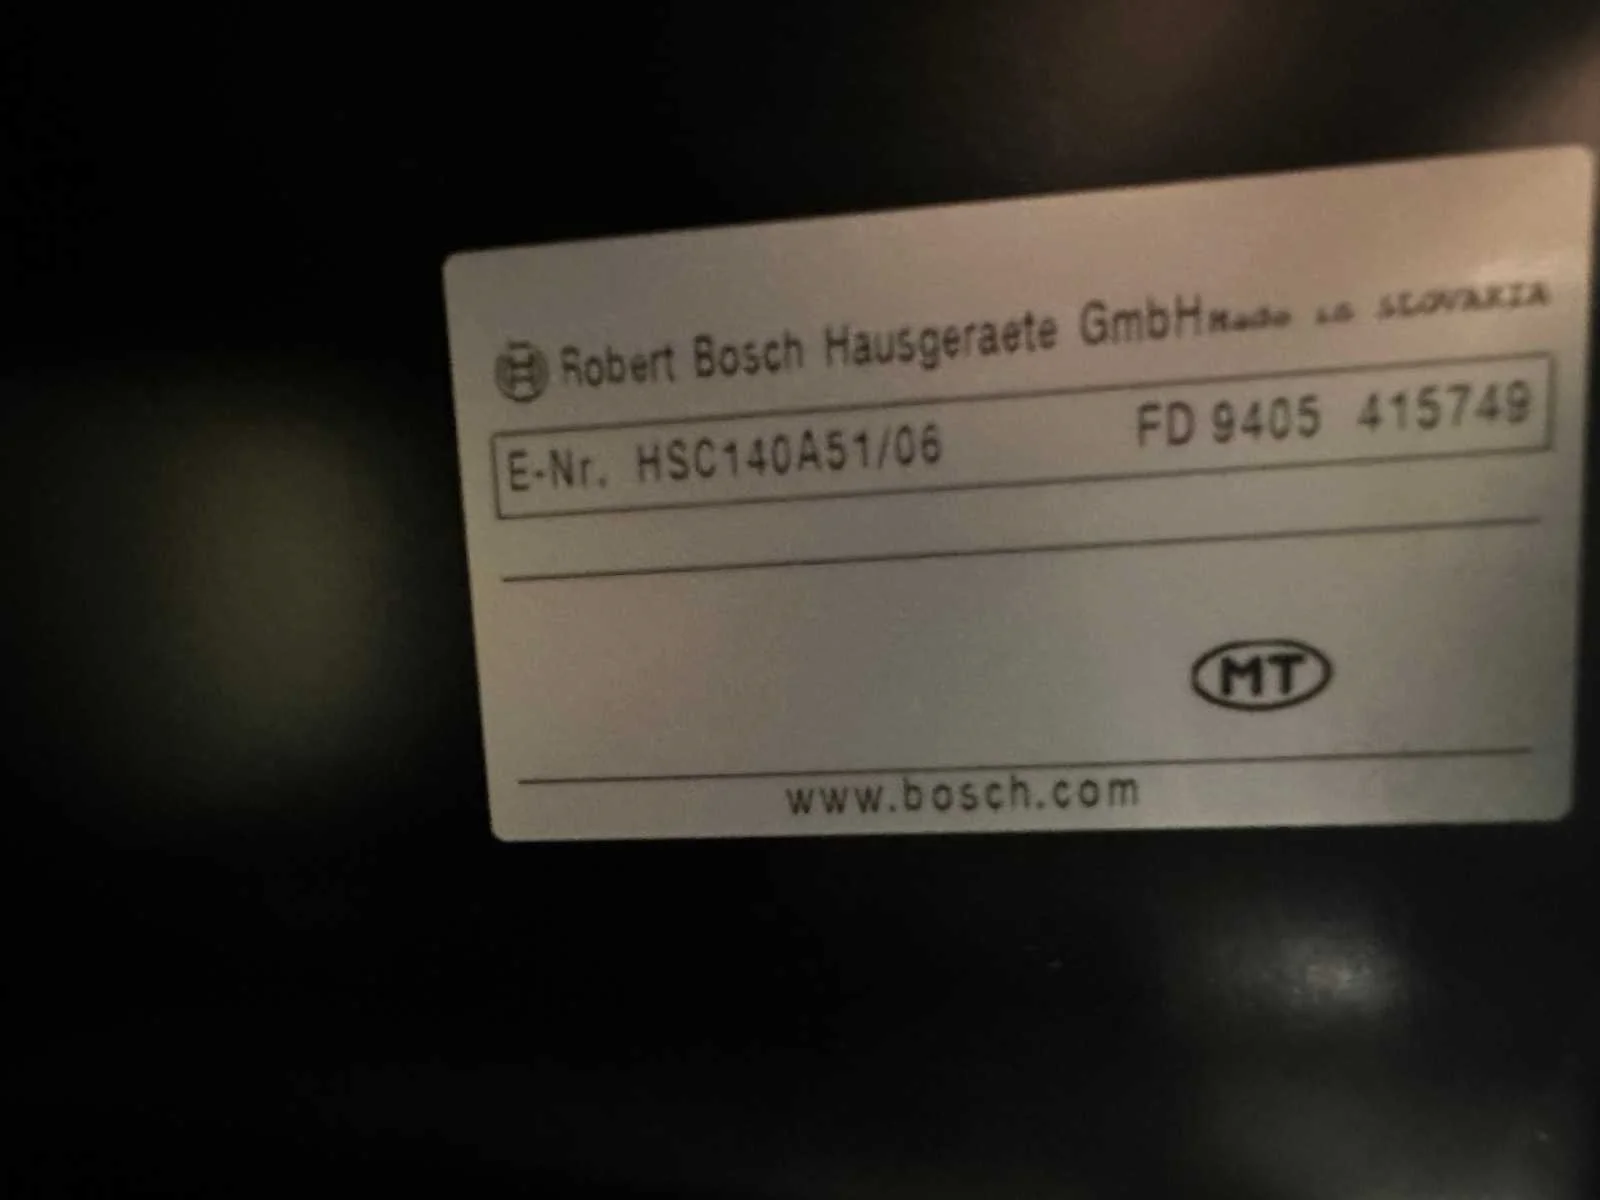 Robert Bosch Hausgeraete GmbH Made in SLOVAKIA
E-Nr. HSC140A51/06 FD 9405 415749
MT
www.bosch.com